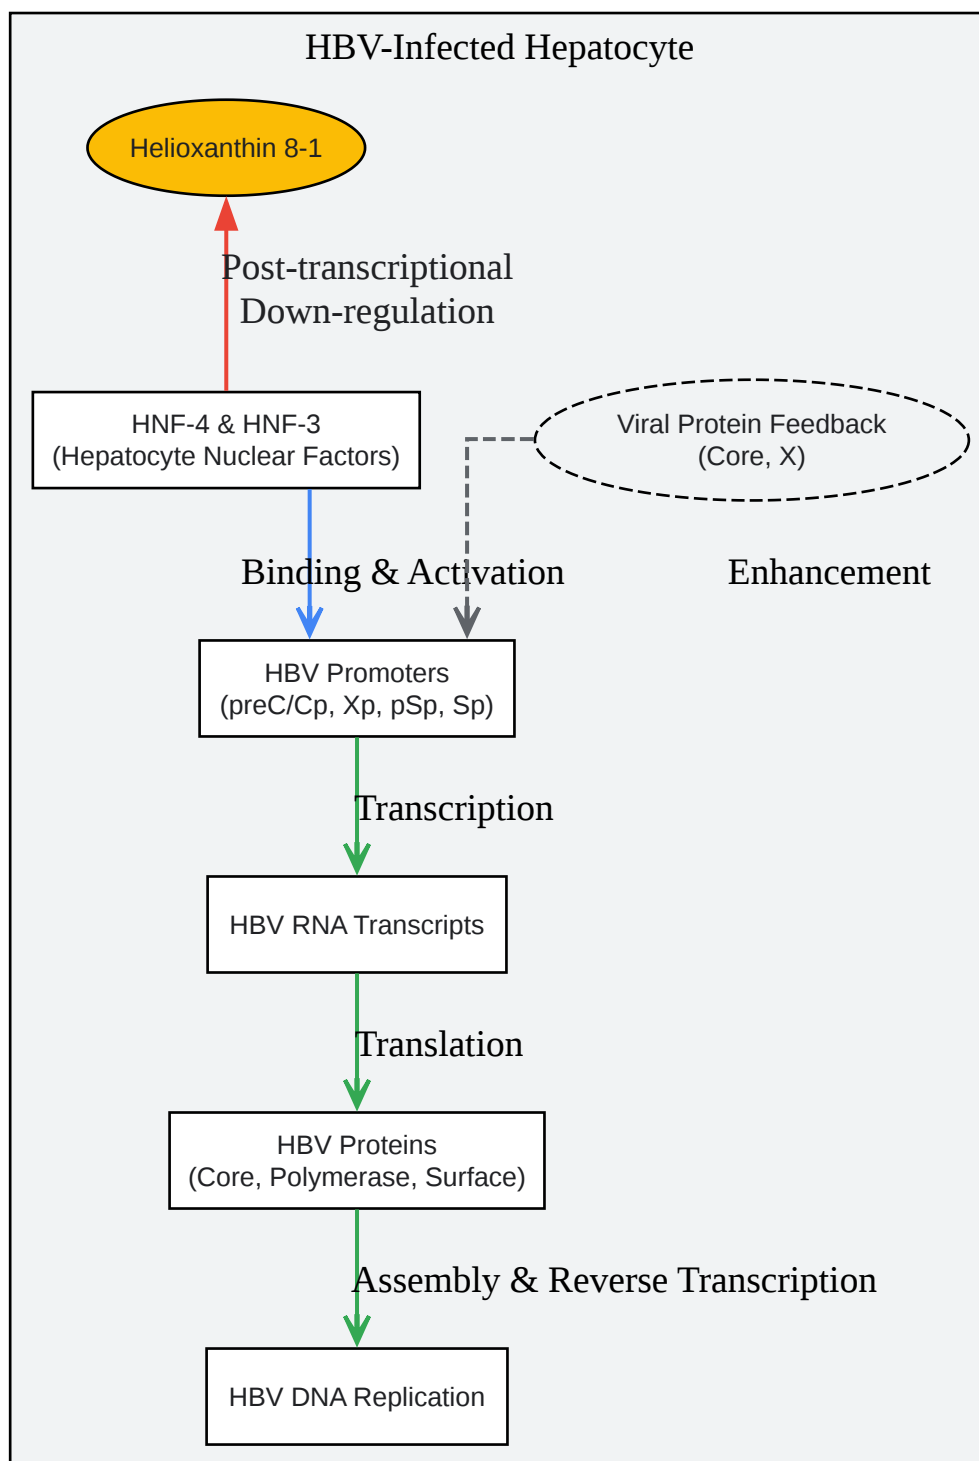 HBV-Infected Hepatocyte
Helioxanthin 8-1
Post-transcriptional
Down-regulation
HNF-4 & HNF-3
(Hepatocyte Nuclear Factors)
Viral Protein Feedback
(Core, X)
Binding & Activation
Enhancement
HBV Promoters
(preC/Cp, Xp, pSp, Sp)
Transcription
HBV RNA Transcripts
Translation
HBV Proteins
(Core, Polymerase, Surface)
Assembly & Reverse Transcription
HBV DNA Replication